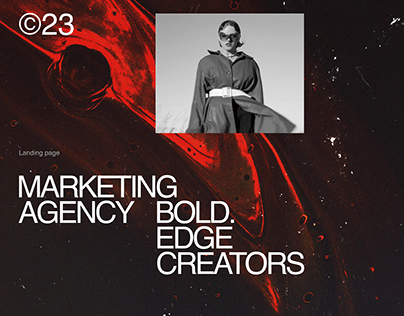 ©23
Landing page
MARKETING
AGENCY BOLD.
EDGE
CREATORS